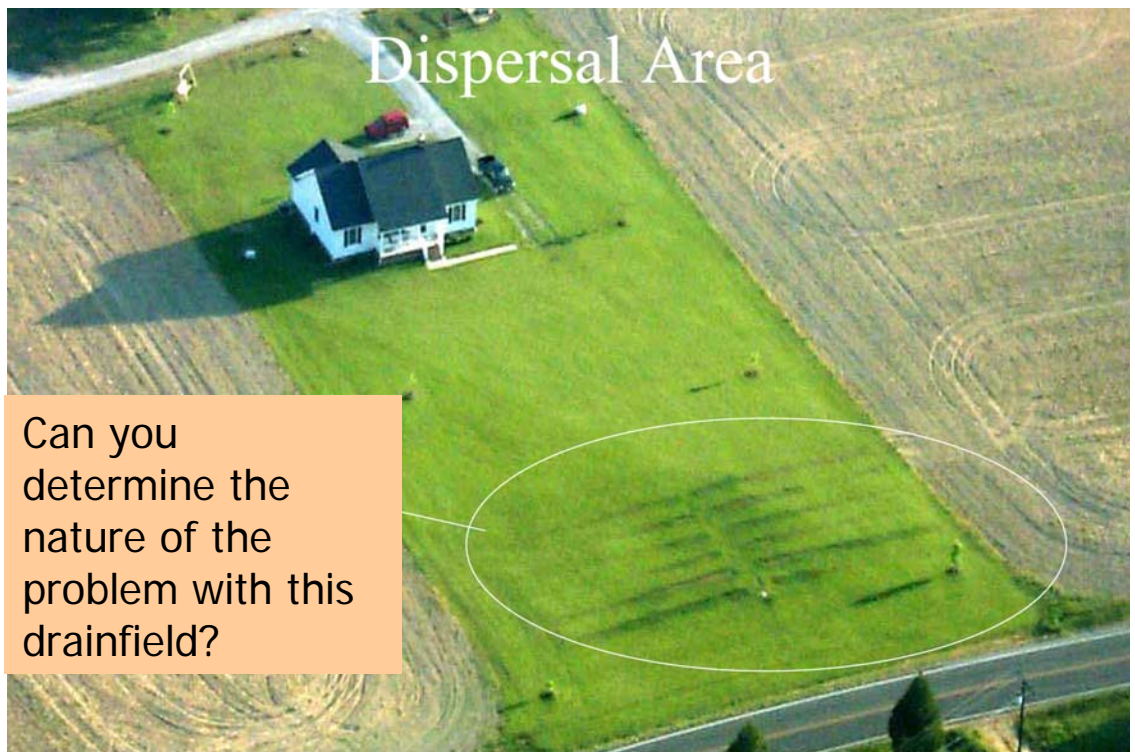 Dispersal Area
Can you
determine the
nature of the
problem with this
drainfield?